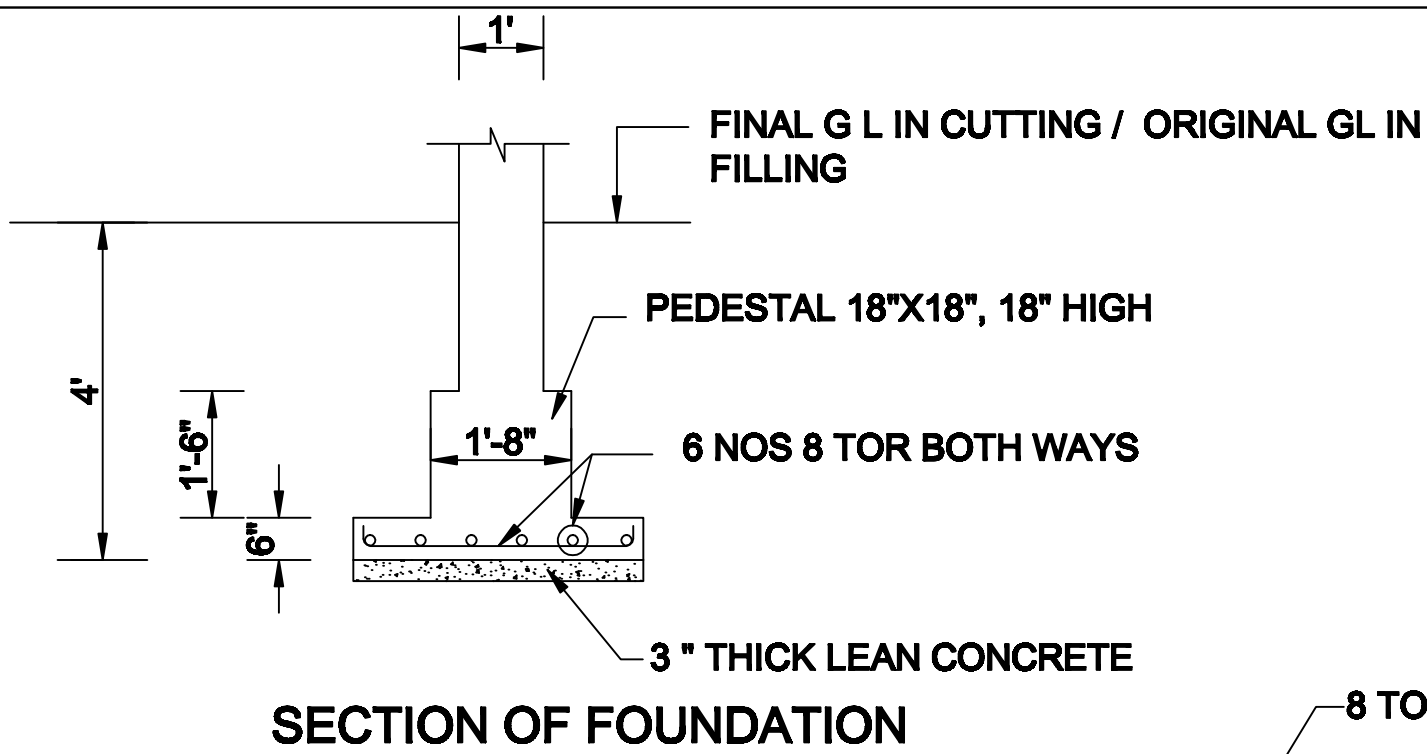 1'
FINAL G L IN CUTTING / ORIGINAL GL IN
FILLING
PEDESTAL 18"X18", 18" HIGH
4'
1'-6"
1'-8"
6 NOS 8 TOR BOTH WAYS
6"
3 " THICK LEAN CONCRETE
SECTION OF FOUNDATION
8 TO